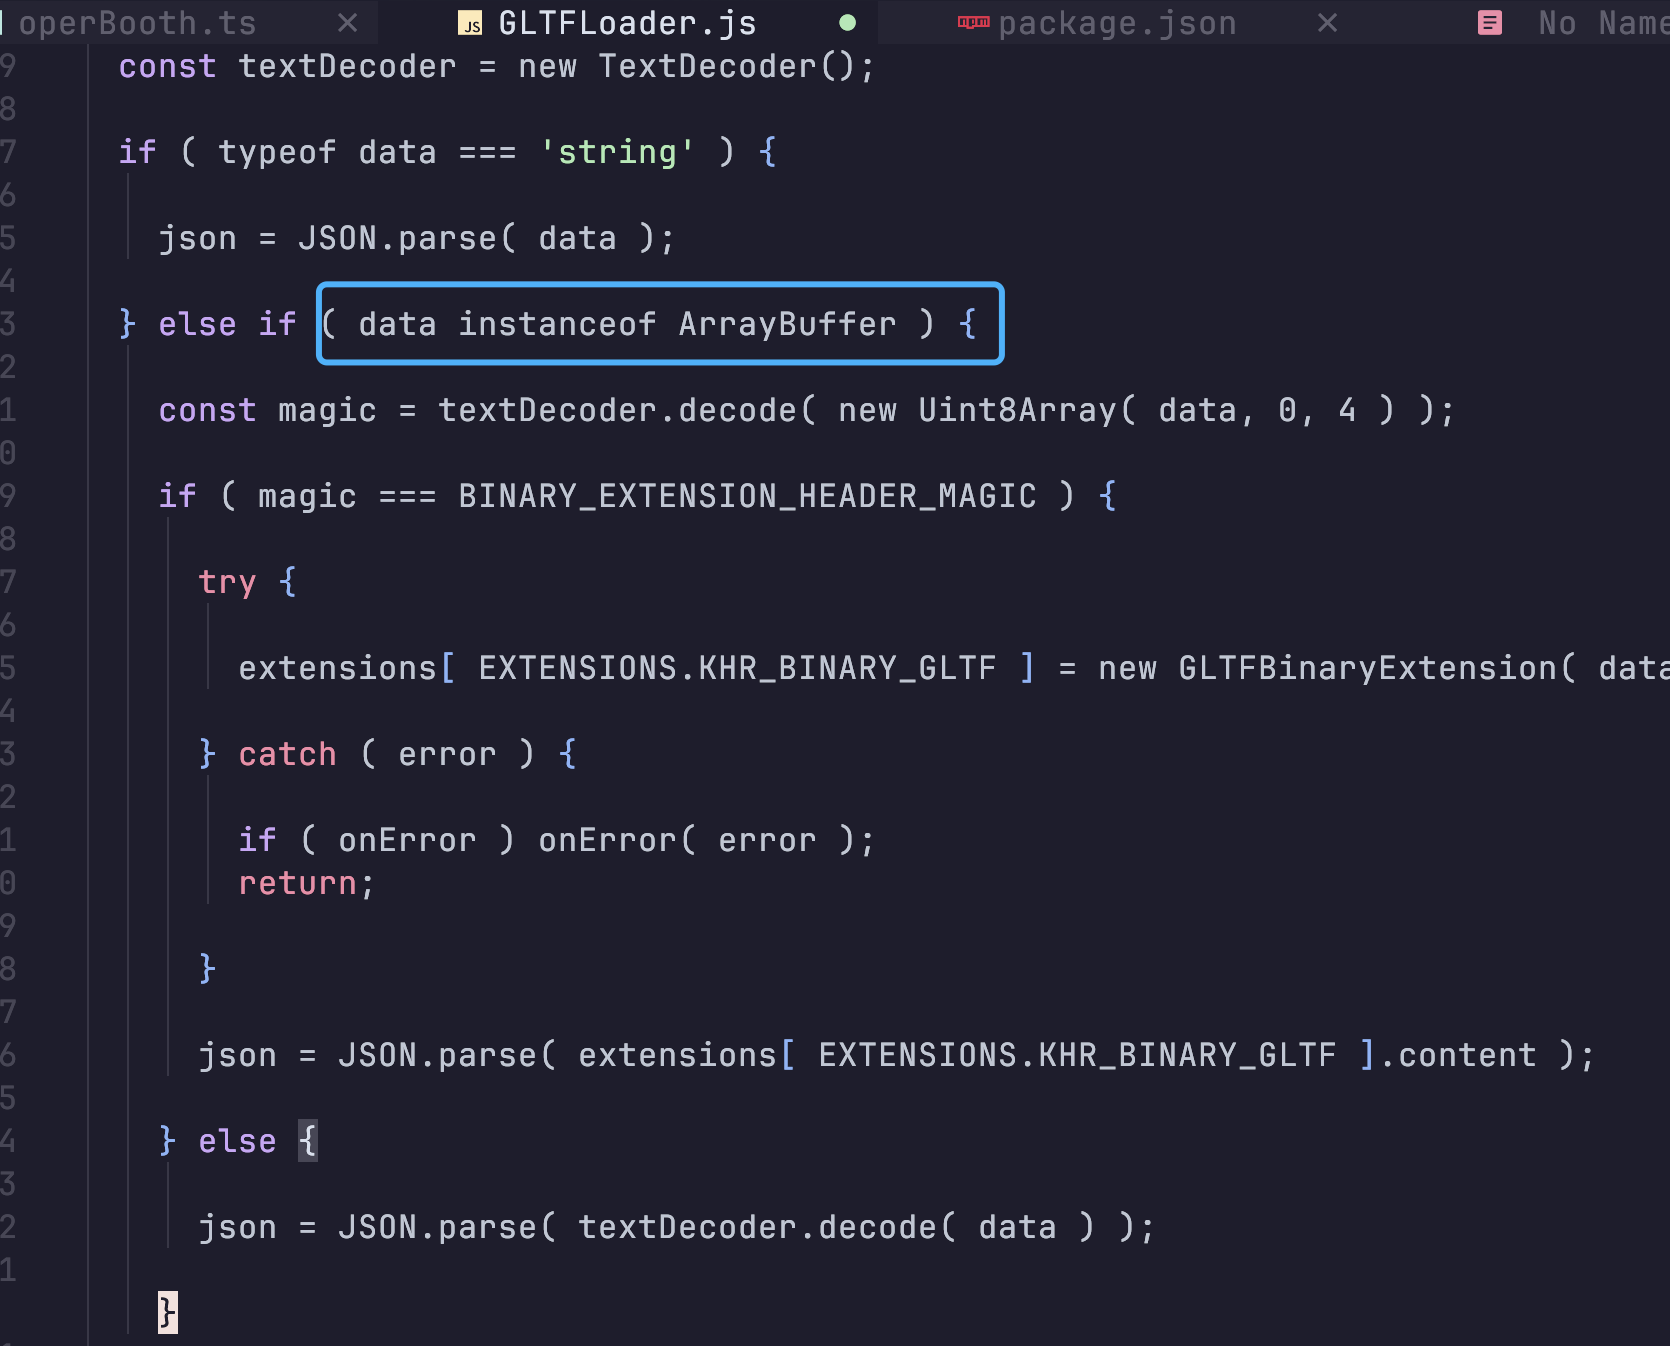 operBooth.ts × JS GLTFLoader.js ● npm package.json × No Name
9 const textDecoder = new TextDecoder();
8
7 if ( typeof data === 'string' ) {
6
5 json = JSON.parse( data );
4
3 } else if ( data instanceof ArrayBuffer ) {
2
1 const magic = textDecoder.decode( new Uint8Array( data, 0, 4 ) );
0
9 if ( magic === BINARY_EXTENSION_HEADER_MAGIC ) {
8
7 try {
6
5 extensions[ EXTENSIONS.KHR_BINARY_GLTF ] = new GLTFBinaryExtension( data
4
3 } catch ( error ) {
2
1 if ( onError ) onError( error );
0 return;
9
8 }
7
6 json = JSON.parse( extensions[ EXTENSIONS.KHR_BINARY_GLTF ].content );
5
4 } else {
3
2 json = JSON.parse( textDecoder.decode( data ) );
1
}